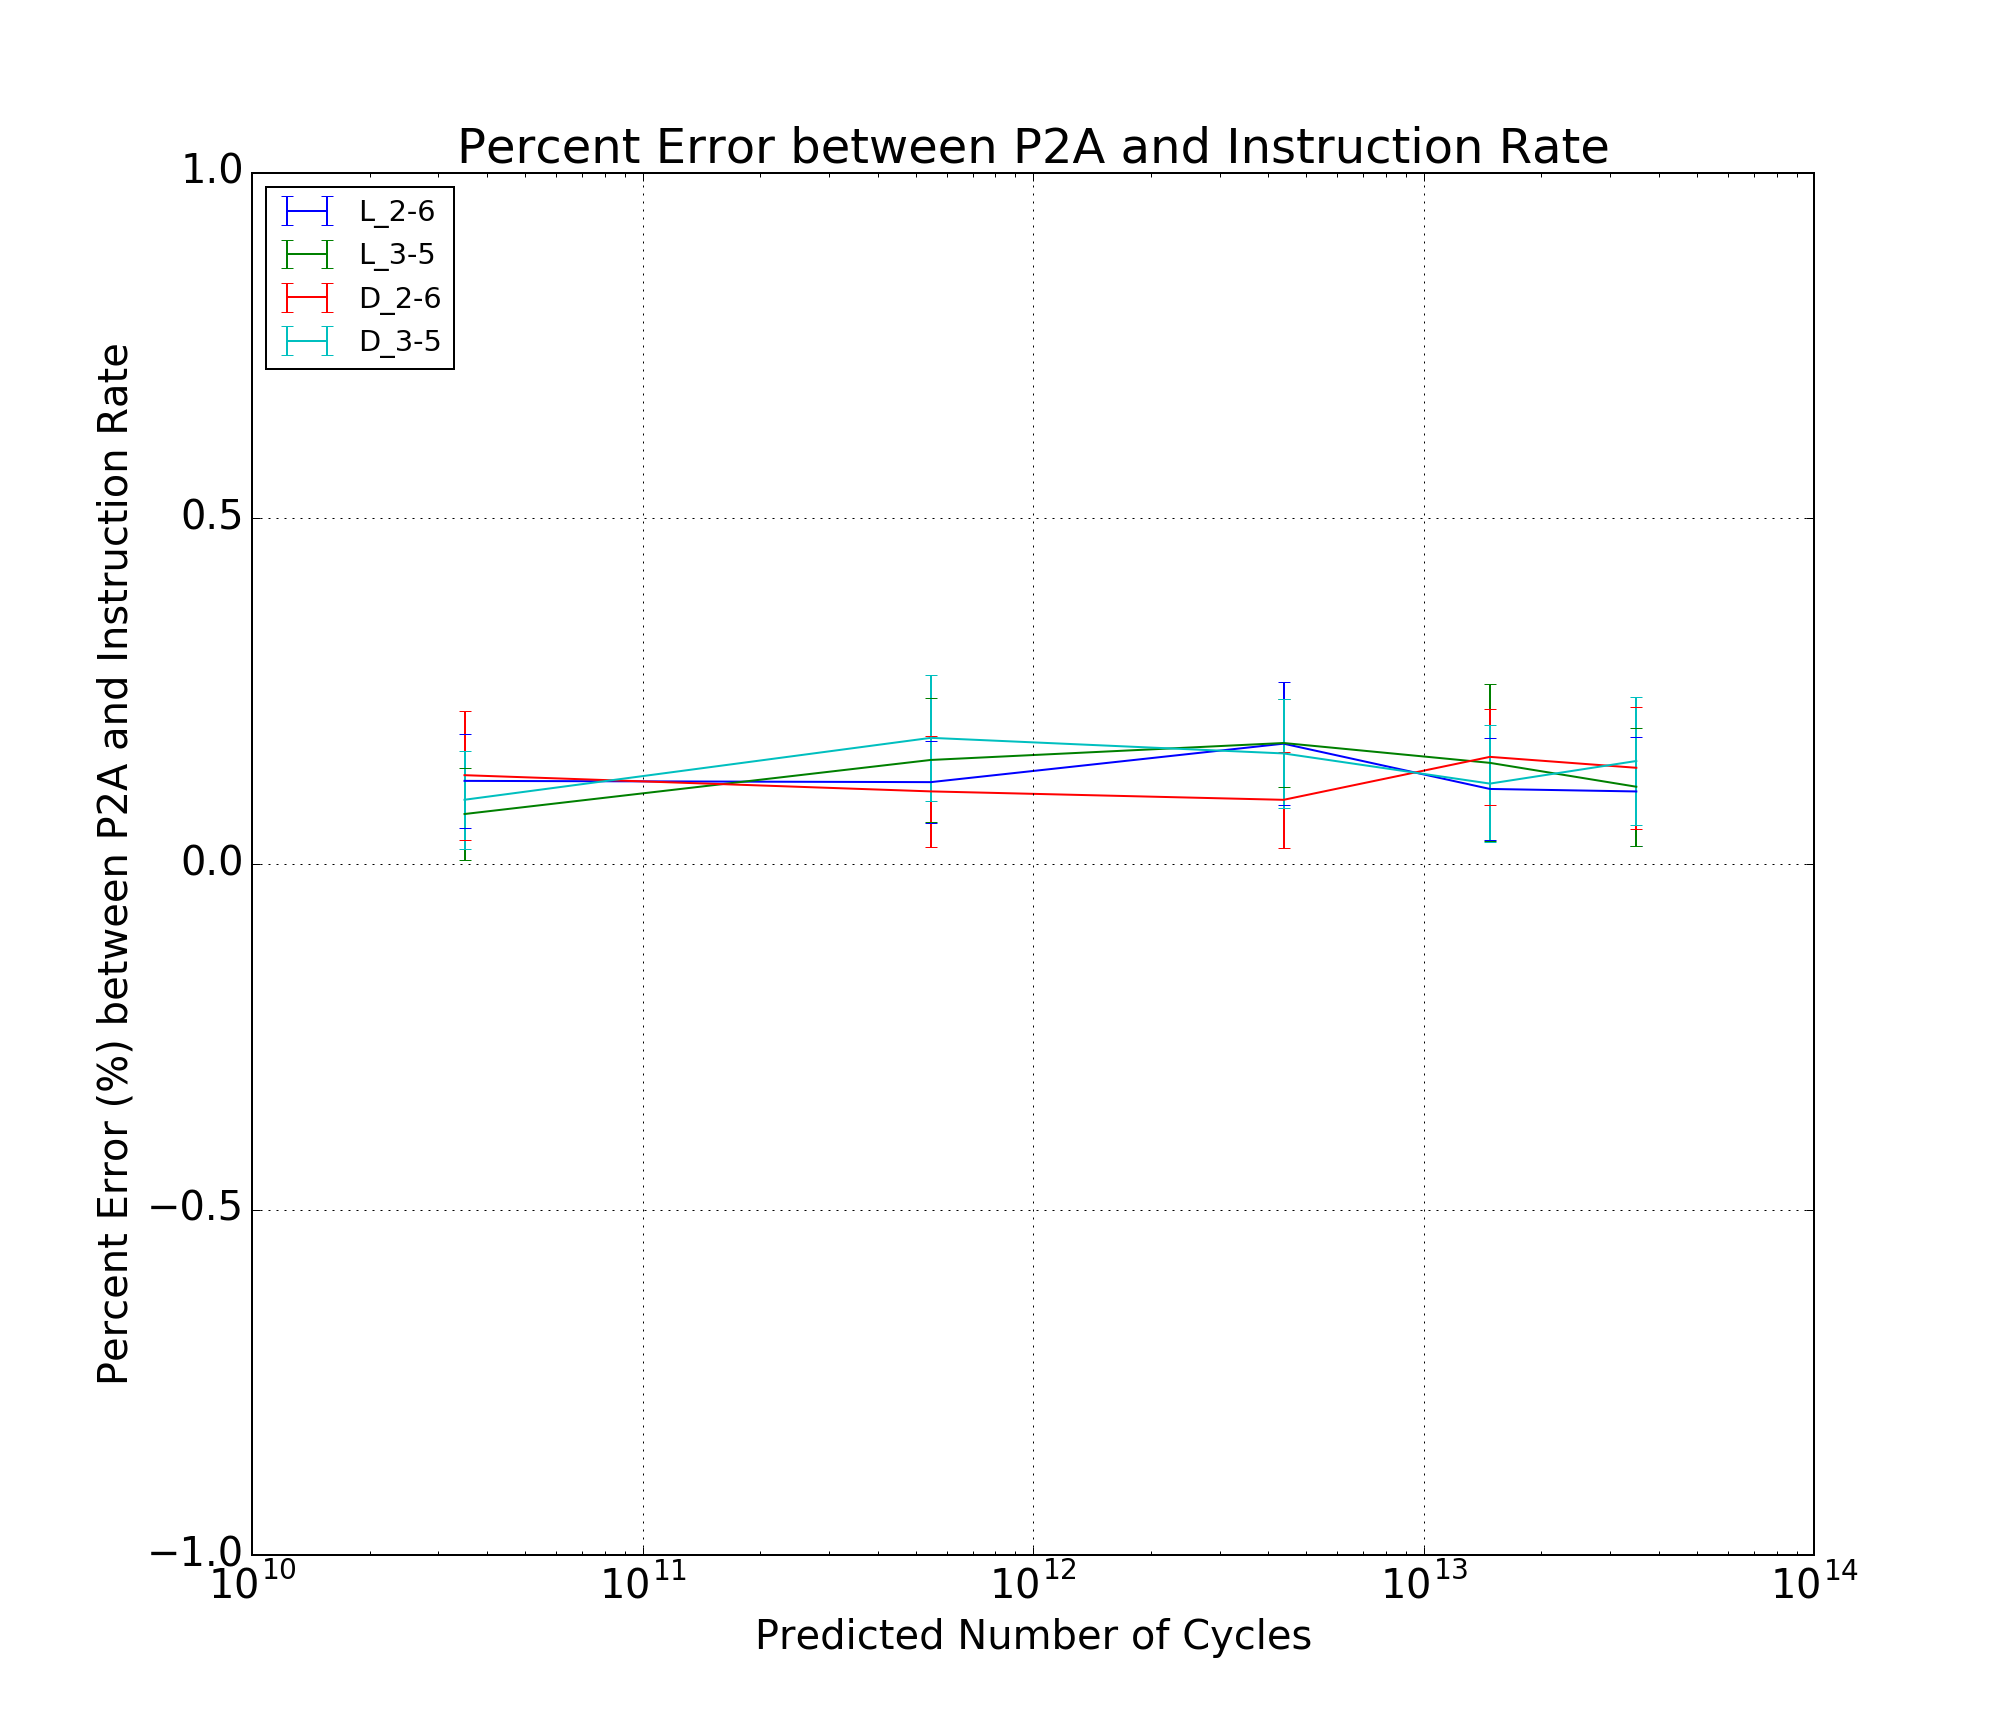 Percent Error between P2A and Instruction Rate
1.0
0.5
0.0
−0.5
−1.0
Percent Error (%) between P2A and Instruction Rate
L_2-6
L_3-5
D_2-6
D_3-5
10^10 10^11 10^12 10^13 10^14
Predicted Number of Cycles